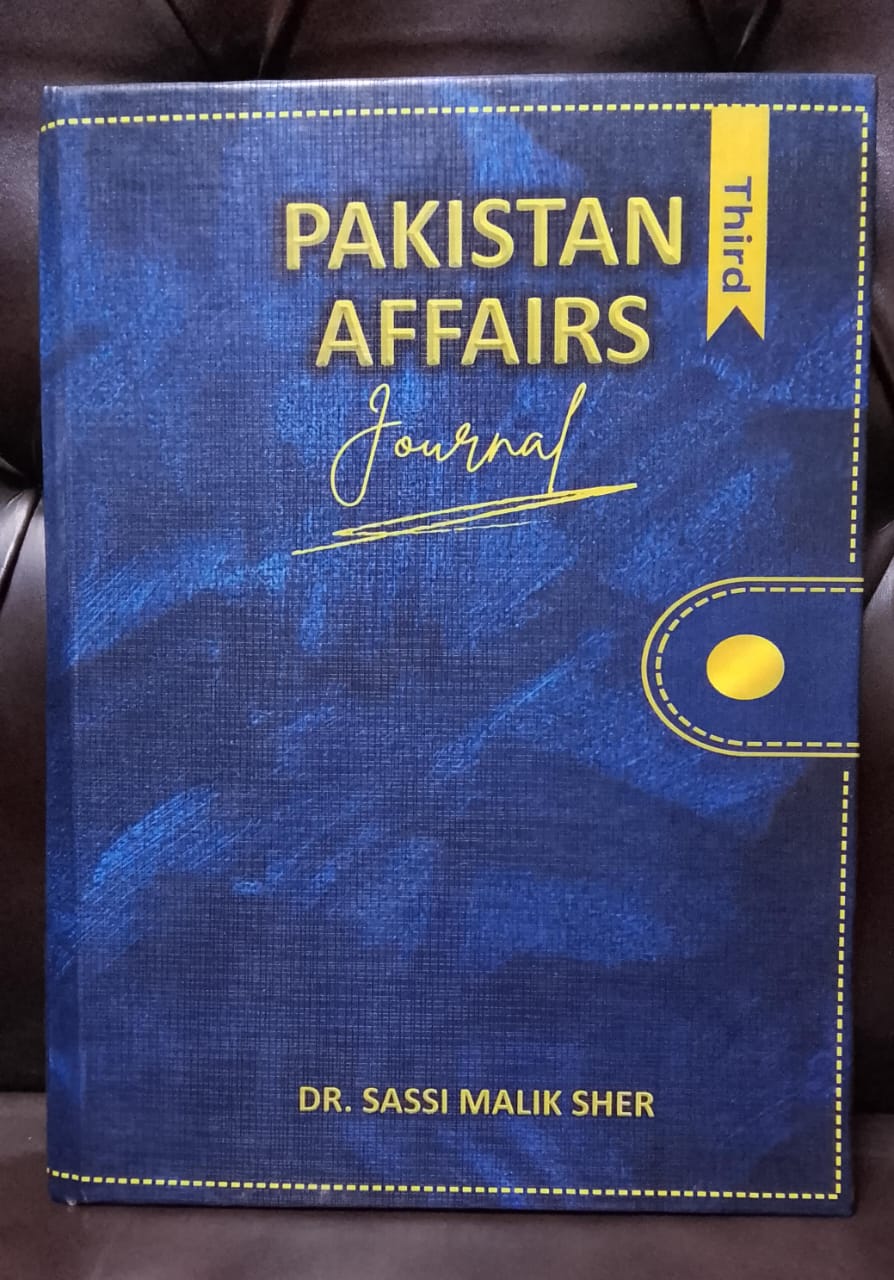 Third
PAKISTAN
AFFAIRS
Journal
DR. SASSI MALIK SHER